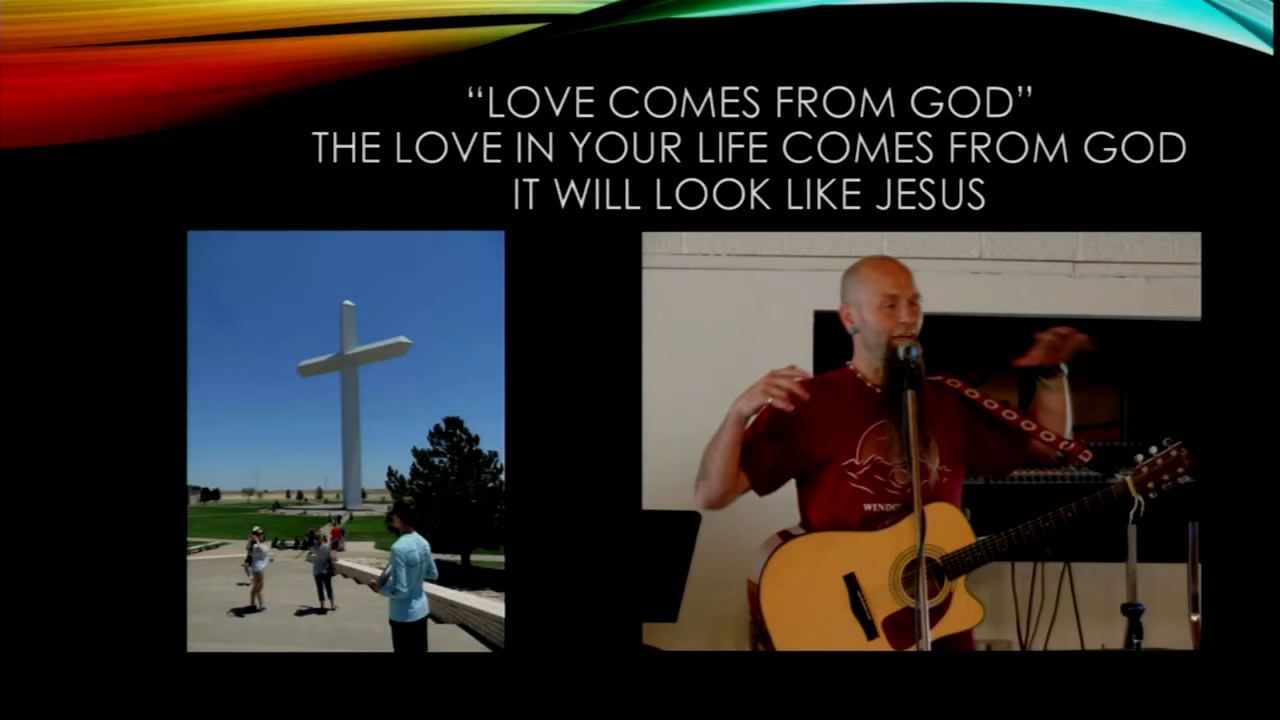 “LOVE COMES FROM GOD”
THE LOVE IN YOUR LIFE COMES FROM GOD
IT WILL LOOK LIKE JESUS